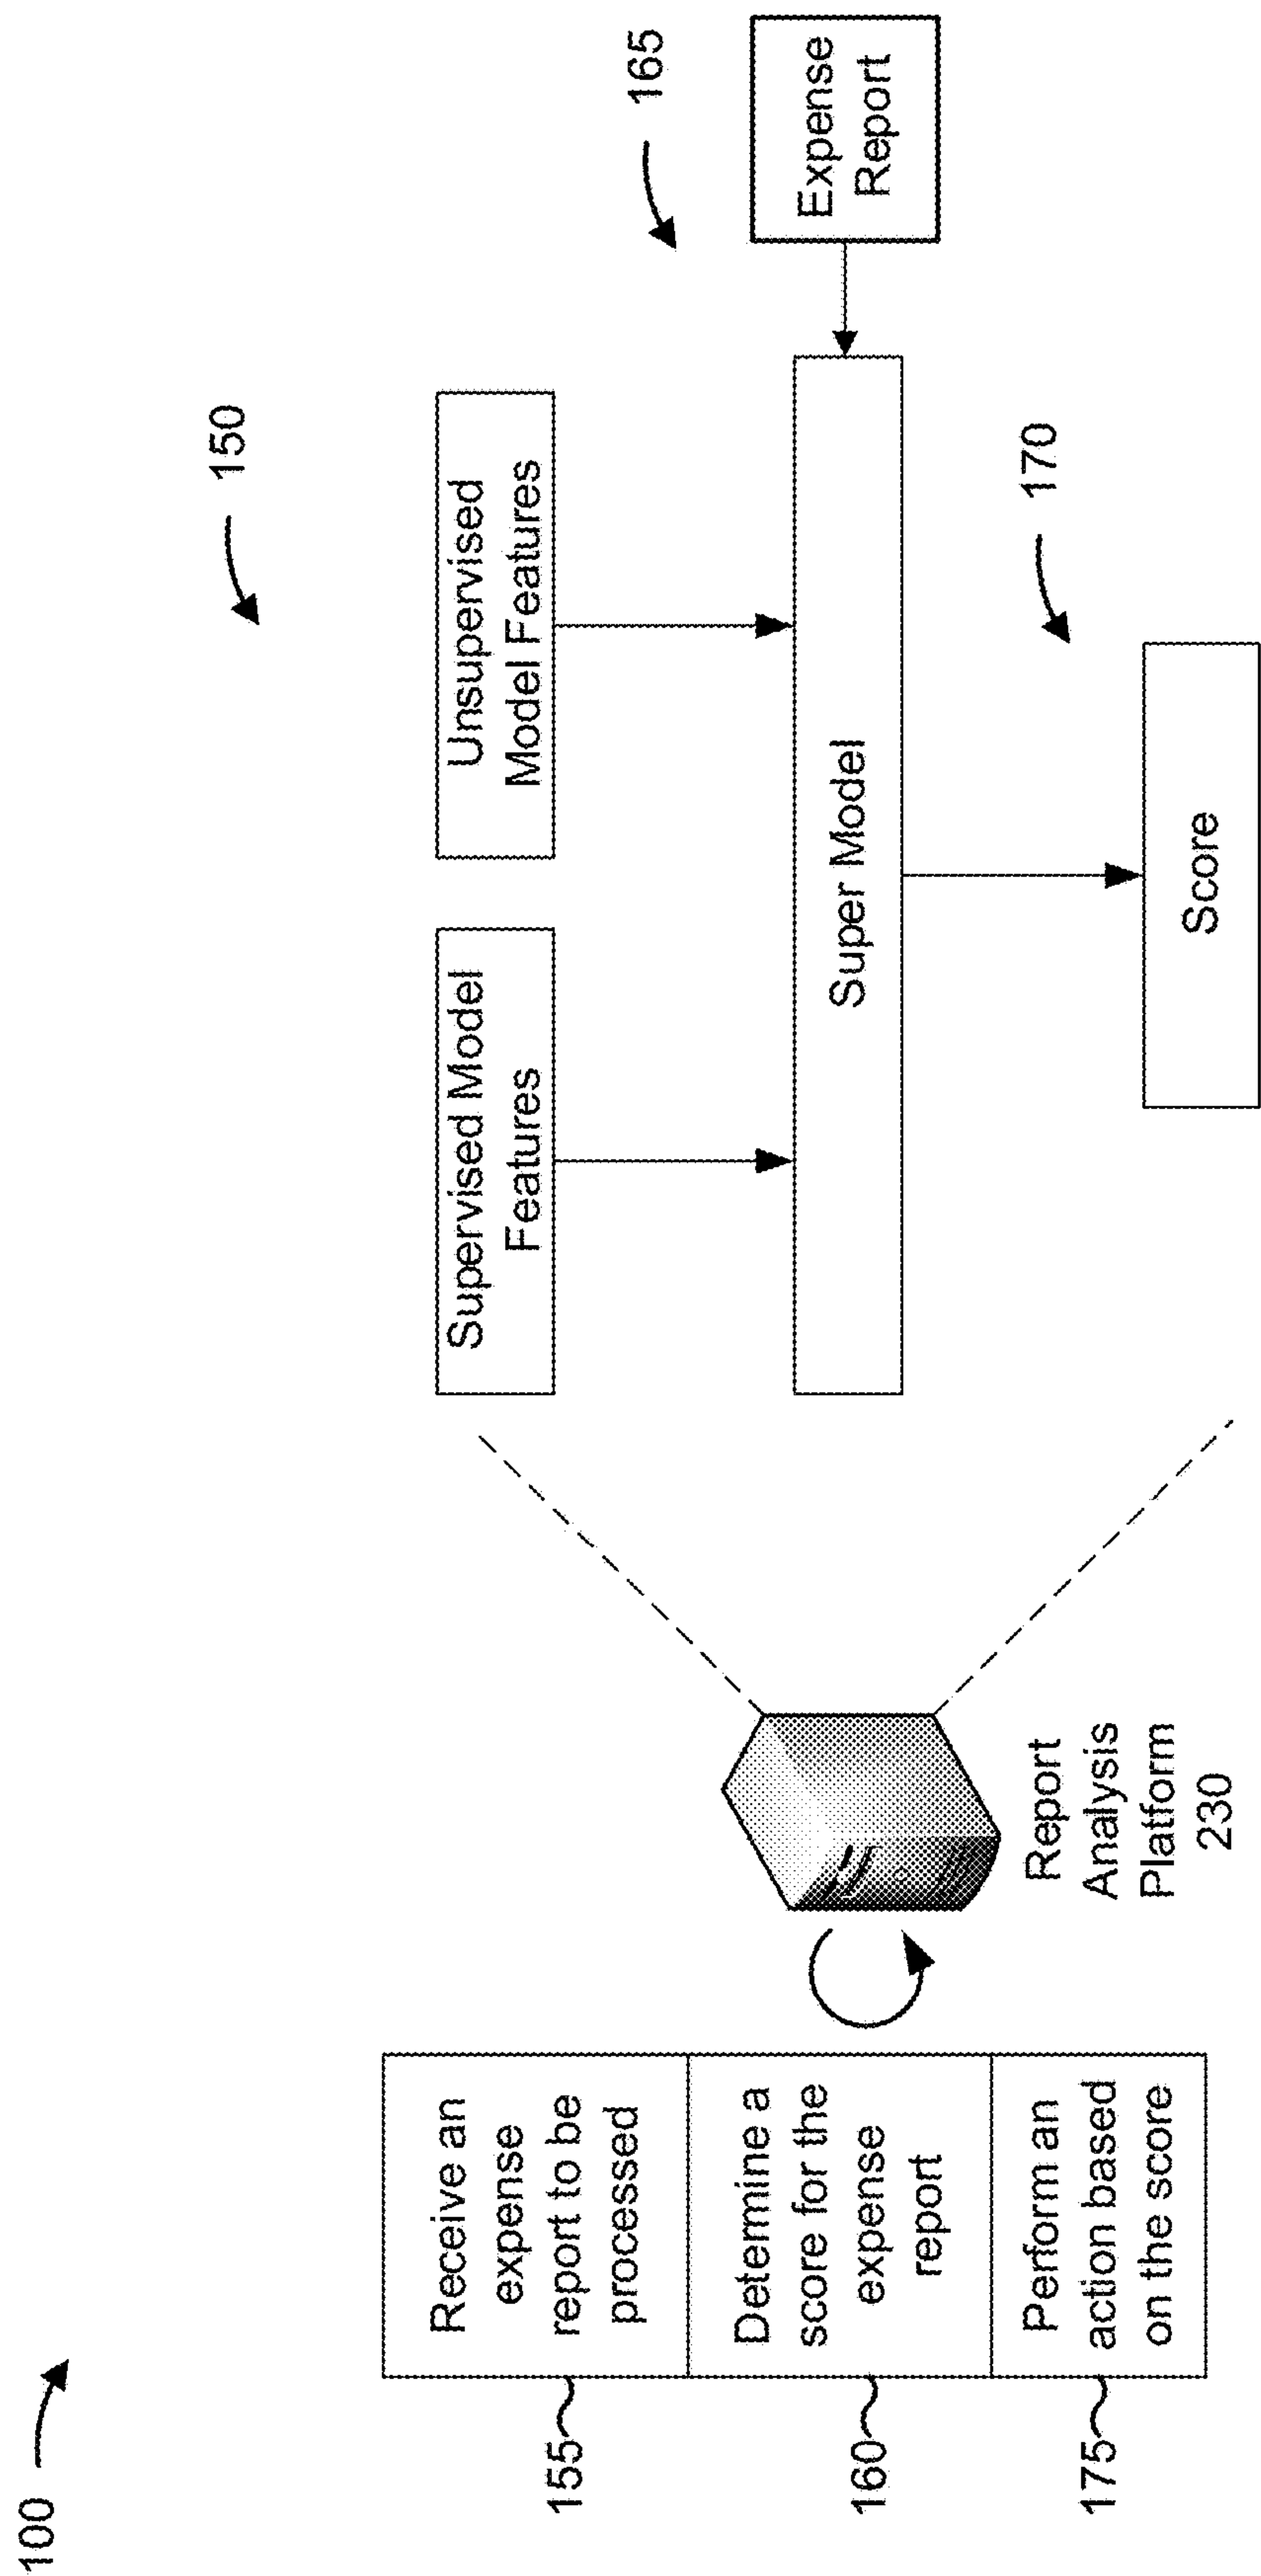 100
155
Receive an
expense
report to be
processed
160
Determine a
score for the
expense
report
175
Perform an
action based
on the score
Report
Analysis
Platform
230
150
Supervised Model
Features
Unsupervised
Model Features
165
Super Model
Expense
Report
170
Score